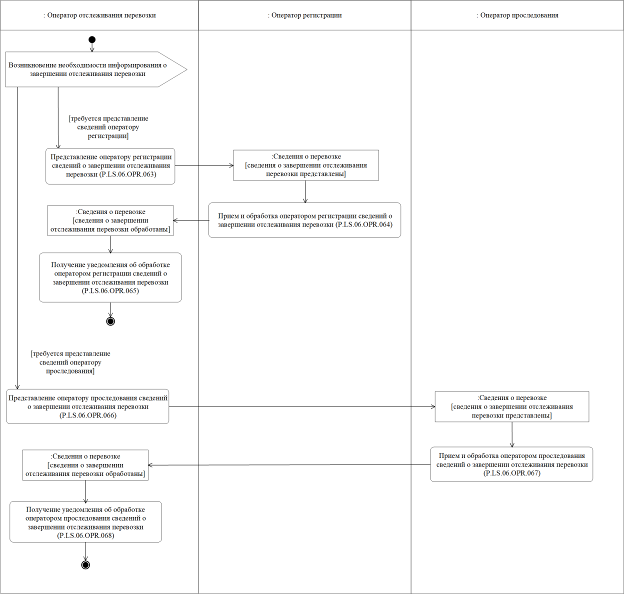 : Оператор отслеживания перевозки
: Оператор регистрации
: Оператор проследования
Возникновение необходимости информирования о
завершении отслеживания перевозки
[требуется представление
сведений оператору
регистрации]
Представление оператору регистрации
сведений о завершении отслеживания
перевозки (P.LS.06.OPR.063)
:Сведения о перевозке
[сведения о завершении отслеживания
перевозки представлены]
Прием и обработка оператором регистрации сведений о
завершении отслеживания перевозки (P.LS.06.OPR.064)
:Сведения о перевозке
[сведения о завершении
отслеживания перевозки обработаны]
Получение уведомления об обработке
оператором регистрации сведений о
завершении отслеживания перевозки
(P.LS.06.OPR.065)
[требуется представление
сведений оператору
проследования]
Представление оператору проследования сведений
о завершении отслеживания перевозки
(P.LS.06.OPR.066)
:Сведения о перевозке
[сведения о завершении отслеживания
перевозки представлены]
Прием и обработка оператором проследования
сведений о завершении отслеживания перевозки
(P.LS.06.OPR.067)
:Сведения о перевозке
[сведения о завершении
отслеживания перевозки обработаны]
Получение уведомления об обработке
оператором проследования сведений о
завершении отслеживания перевозки
(P.LS.06.OPR.068)